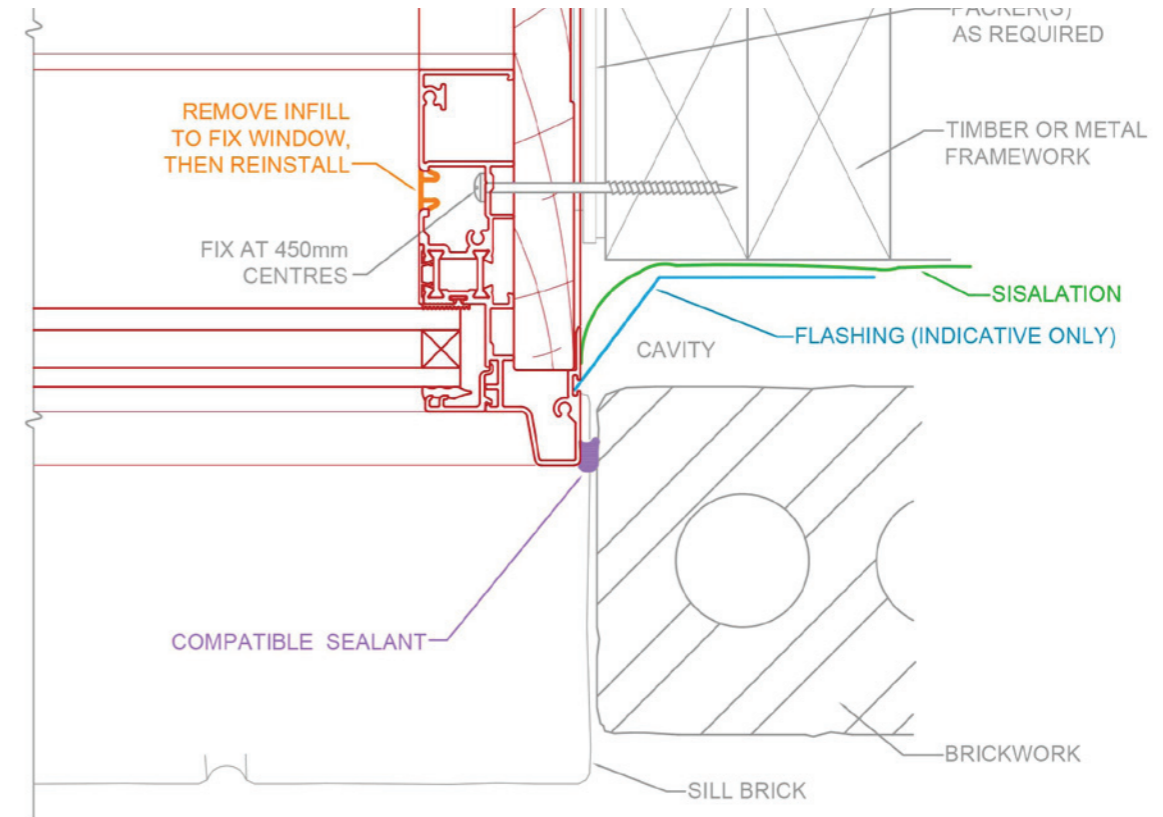 PACKER(S)
AS REQUIRED
REMOVE INFILL
TO FIX WINDOW,
THEN REINSTALL
TIMBER OR METAL
FRAMEWORK
FIX AT 450mm
CENTRES
SISALATION
FLASHING (INDICATIVE ONLY)
CAVITY
COMPATIBLE SEALANT
BRICKWORK
SILL BRICK